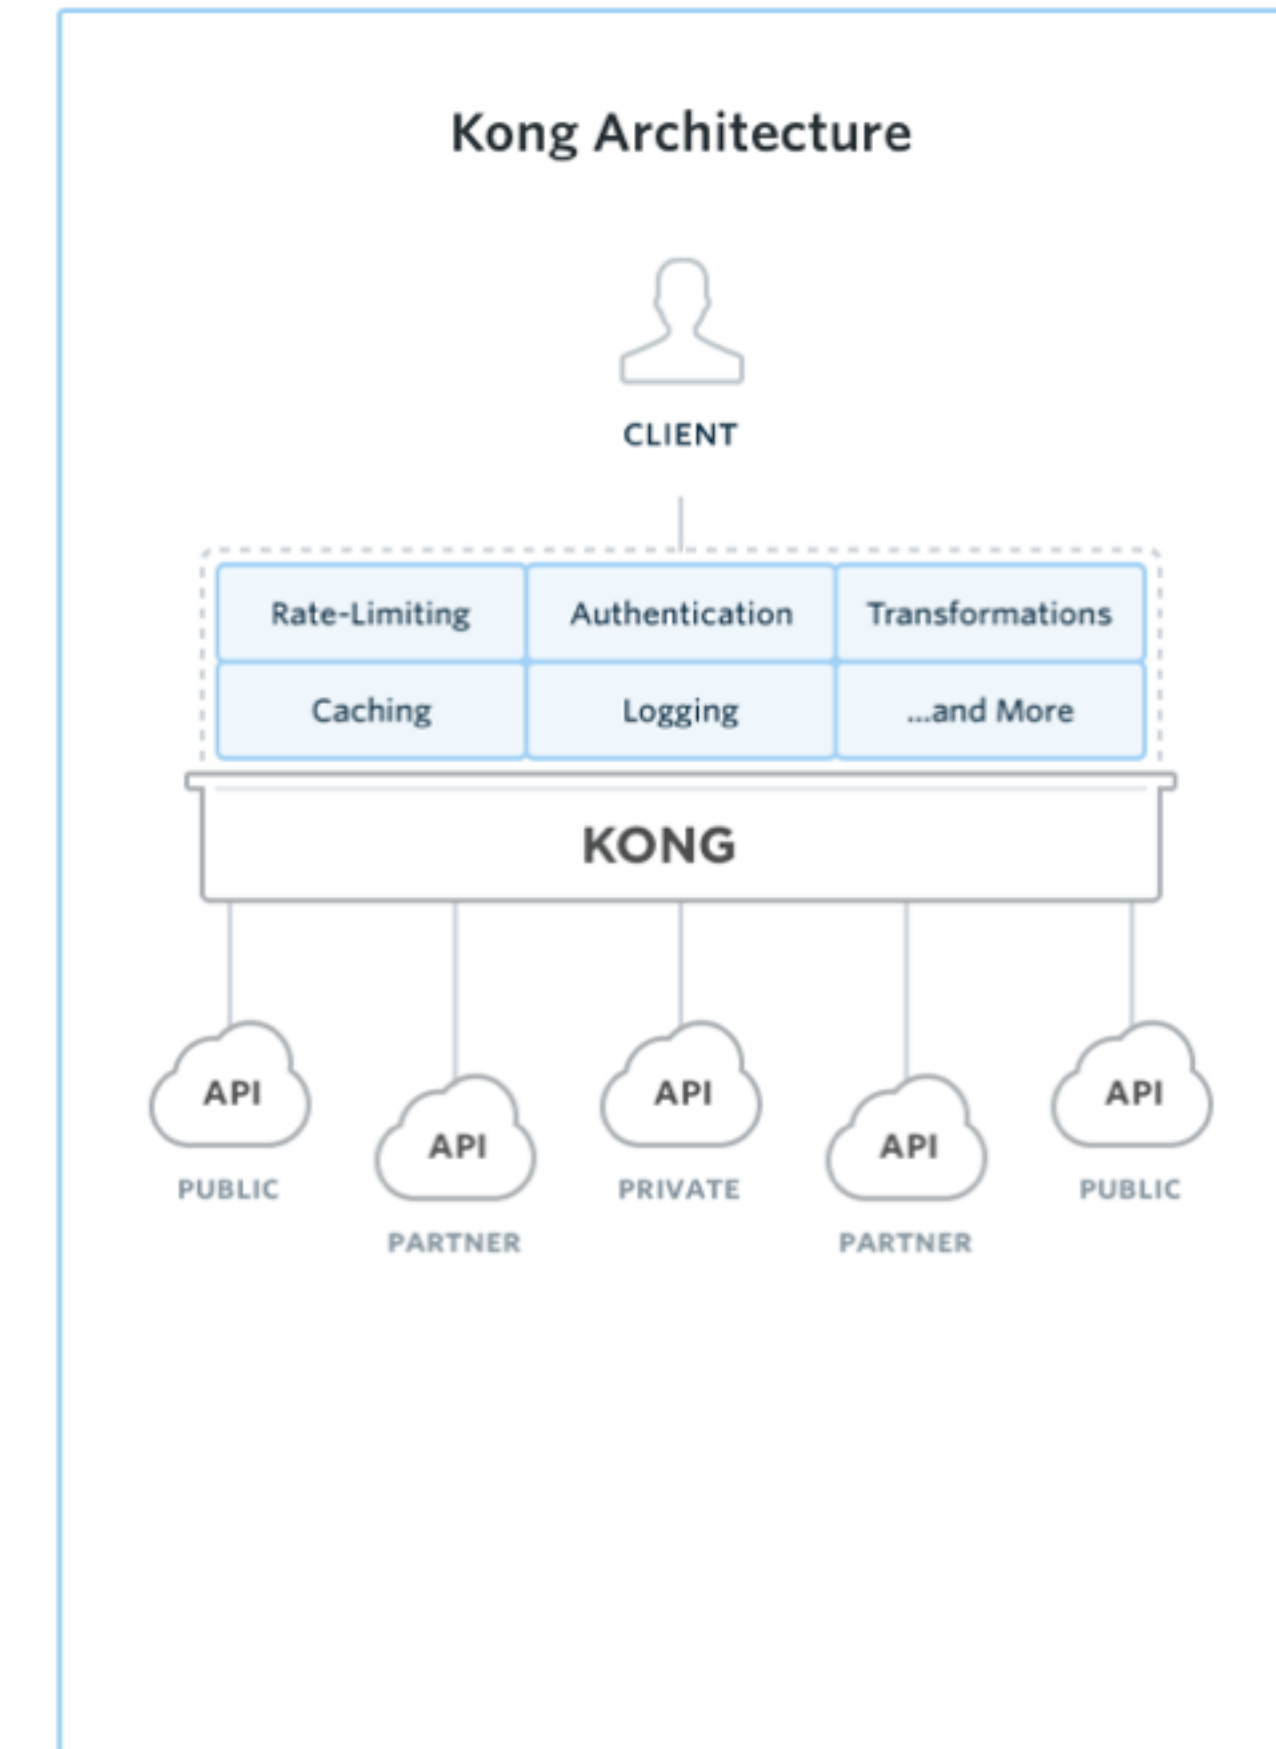 Kong Architecture
CLIENT
Rate-Limiting Authentication Transformations
Caching Logging ...and More
KONG
API API API API API
PUBLIC PARTNER PRIVATE PARTNER PUBLIC